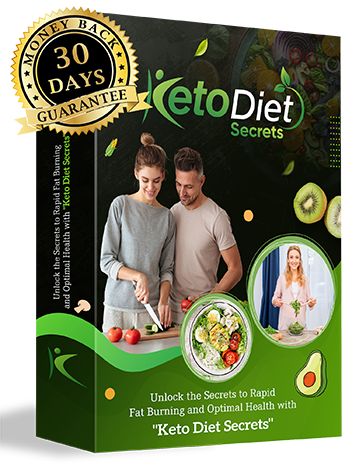 MONEY BACK
30
DAYS
GUARANTEE
KetoDiet
Secrets
Unlock the Secrets to Rapid Fat Burning
and Optimal Health with "Keto Diet Secrets"
Unlock the Secrets to Rapid
Fat Burning and Optimal Health with
"Keto Diet Secrets"